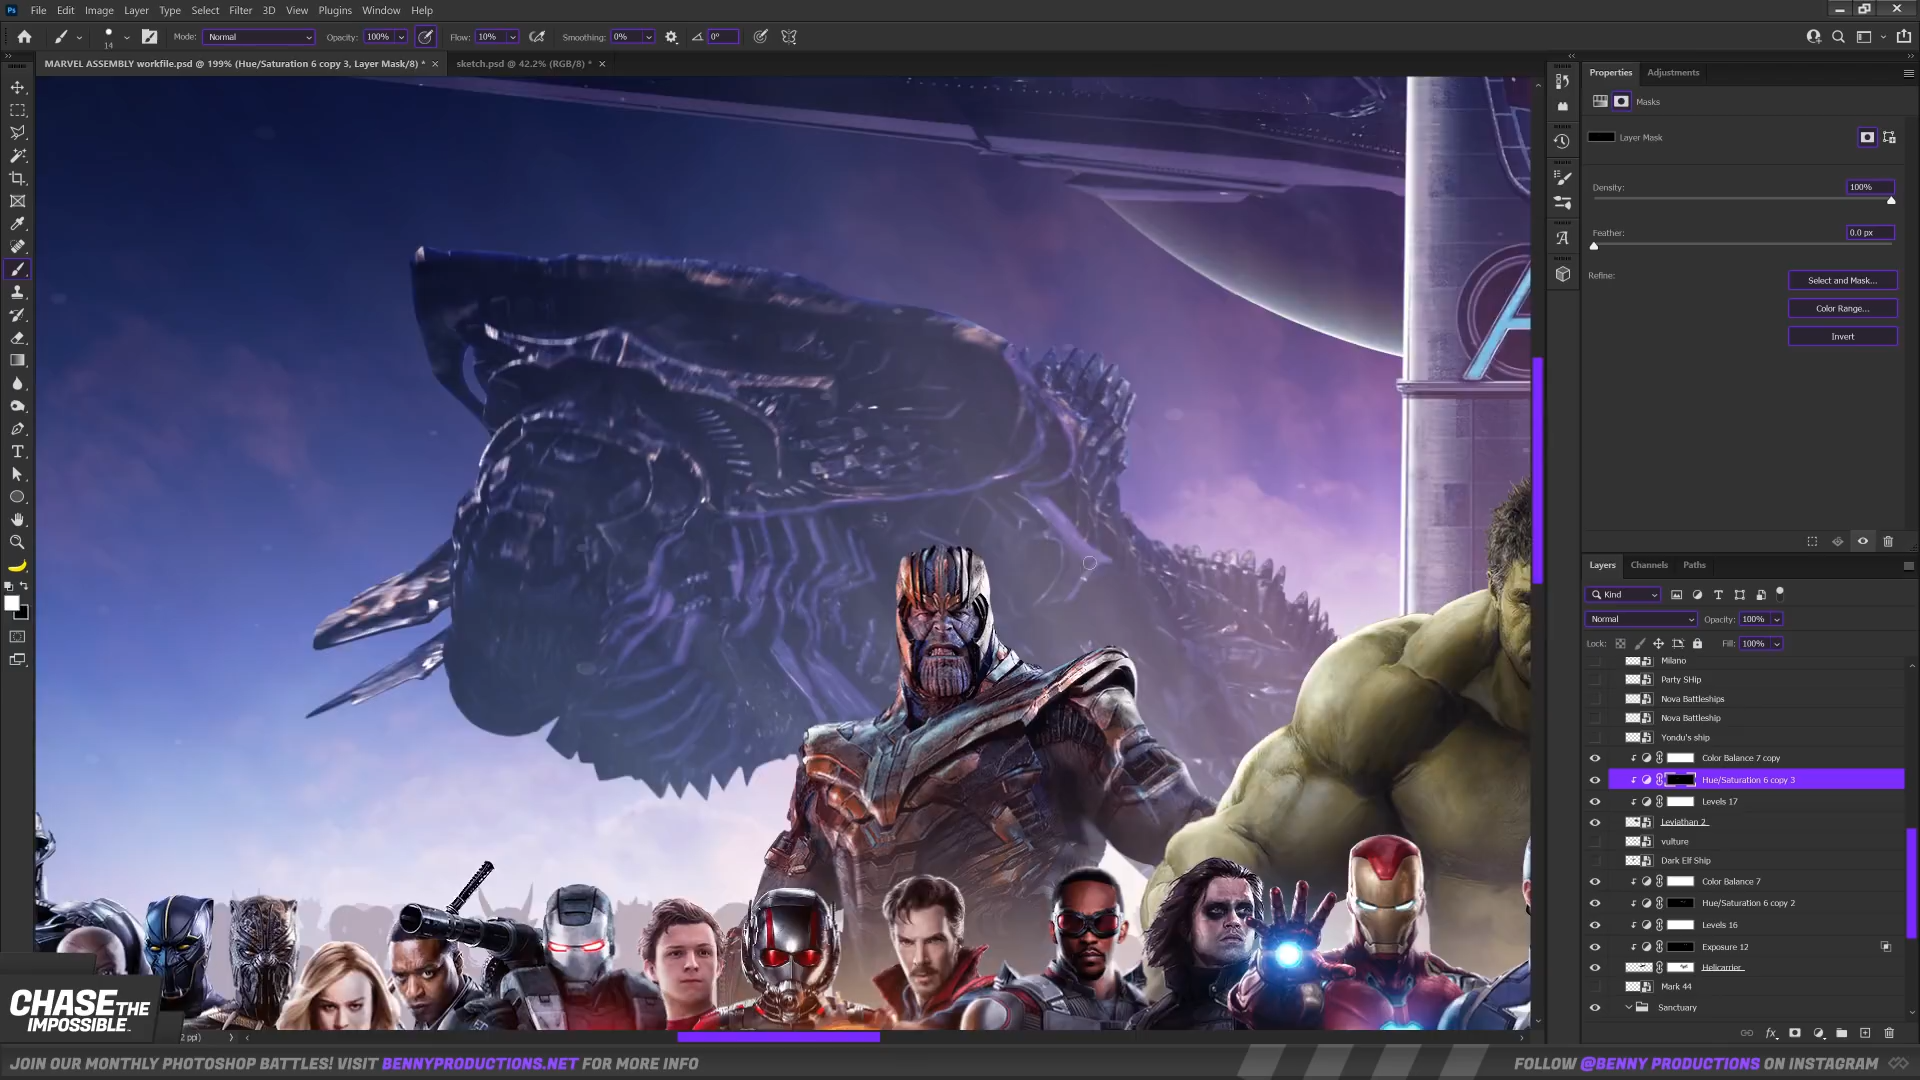 Ps File Edit Image Layer Type Select Filter 3D View Plugins Window Help
14 Mode: Normal Opacity: 100% Flow: 10% Smoothing: 0% 0°
MARVEL ASSEMBLY workfile.psd @ 199% (Hue/Saturation 6 copy 3, Layer Mask/8) * × sketch.psd @ 42.2% (RGB/8) * ×
Properties Adjustments
Masks
Layer Mask
Density: 100%
Feather: 0.0 px
Refine: Select and Mask...
Color Range...
Invert
Layers Channels Paths
Kind
Normal Opacity: 100%
Lock: Fill: 100%
Milano
Party SHip
Nova Battleships
Nova Battleship
Yondu's ship
Color Balance 7 copy
Hue/Saturation 6 copy 3
Levels 17
Leviathan 2
vulture
Dark Elf Ship
Color Balance 7
Hue/Saturation 6 copy 2
Levels 16
Exposure 12
Helicarrier
Mark 44
Sanctuary
fx
CHASE THE
IMPOSSIBLE
2 ppi)
JOIN OUR MONTHLY PHOTOSHOP BATTLES! VISIT BENNYPRODUCTIONS.NET FOR MORE INFO
FOLLOW @BENNY PRODUCTIONS ON INSTAGRAM